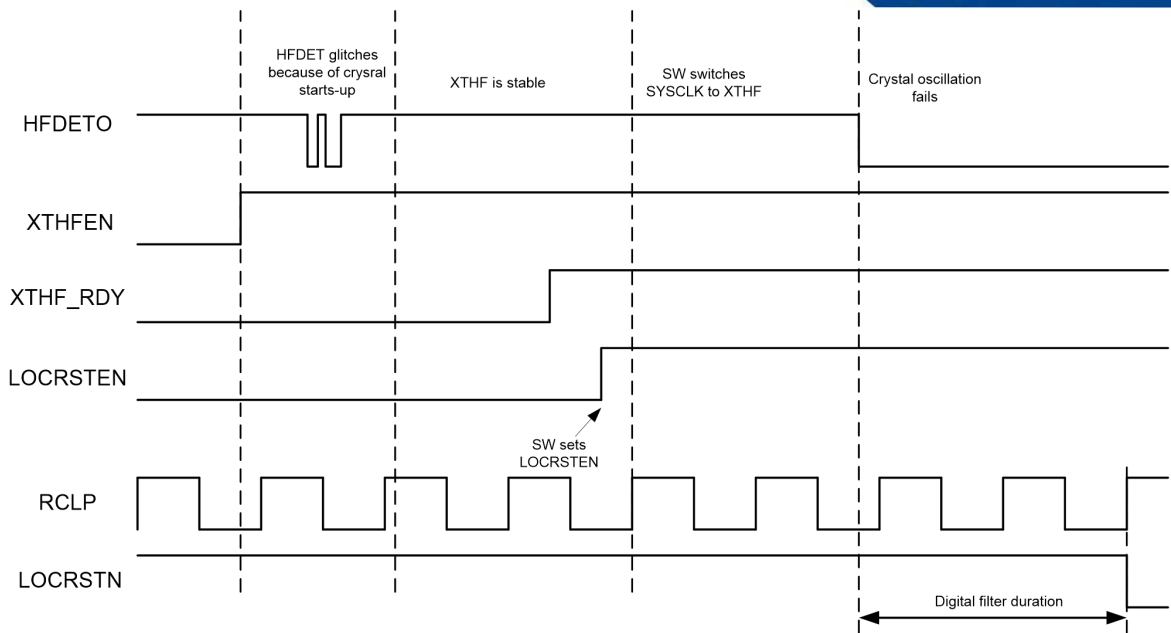 HFDET glitches
because of crysral
starts-up
XTHF is stable
SW switches
SYSCLK to XTHF
Crystal oscillation
fails
HFDETO
XTHFEN
XTHF_RDY
LOCRSTEN
SW sets
LOCRSTEN
RCLP
LOCRSTN
Digital filter duration